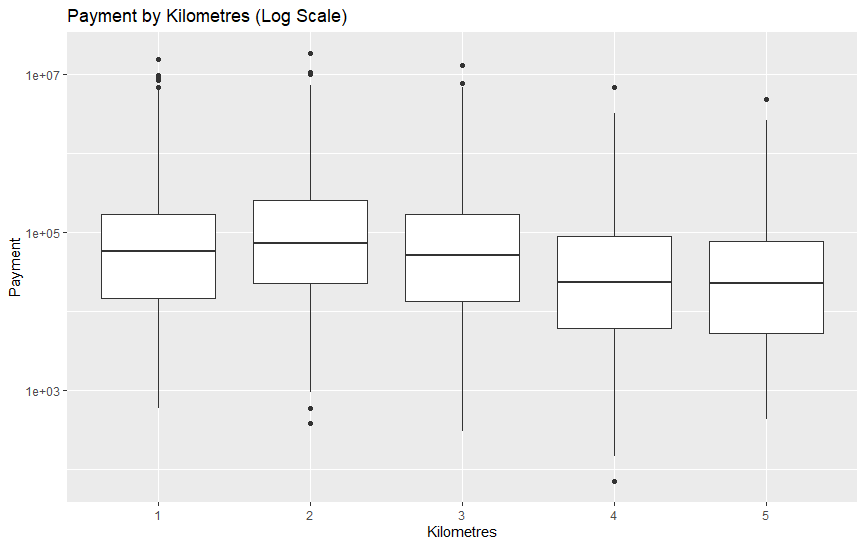 Payment by Kilometres (Log Scale)
Payment
1e+07
1e+05
1e+03
1 2 3 4 5
Kilometres